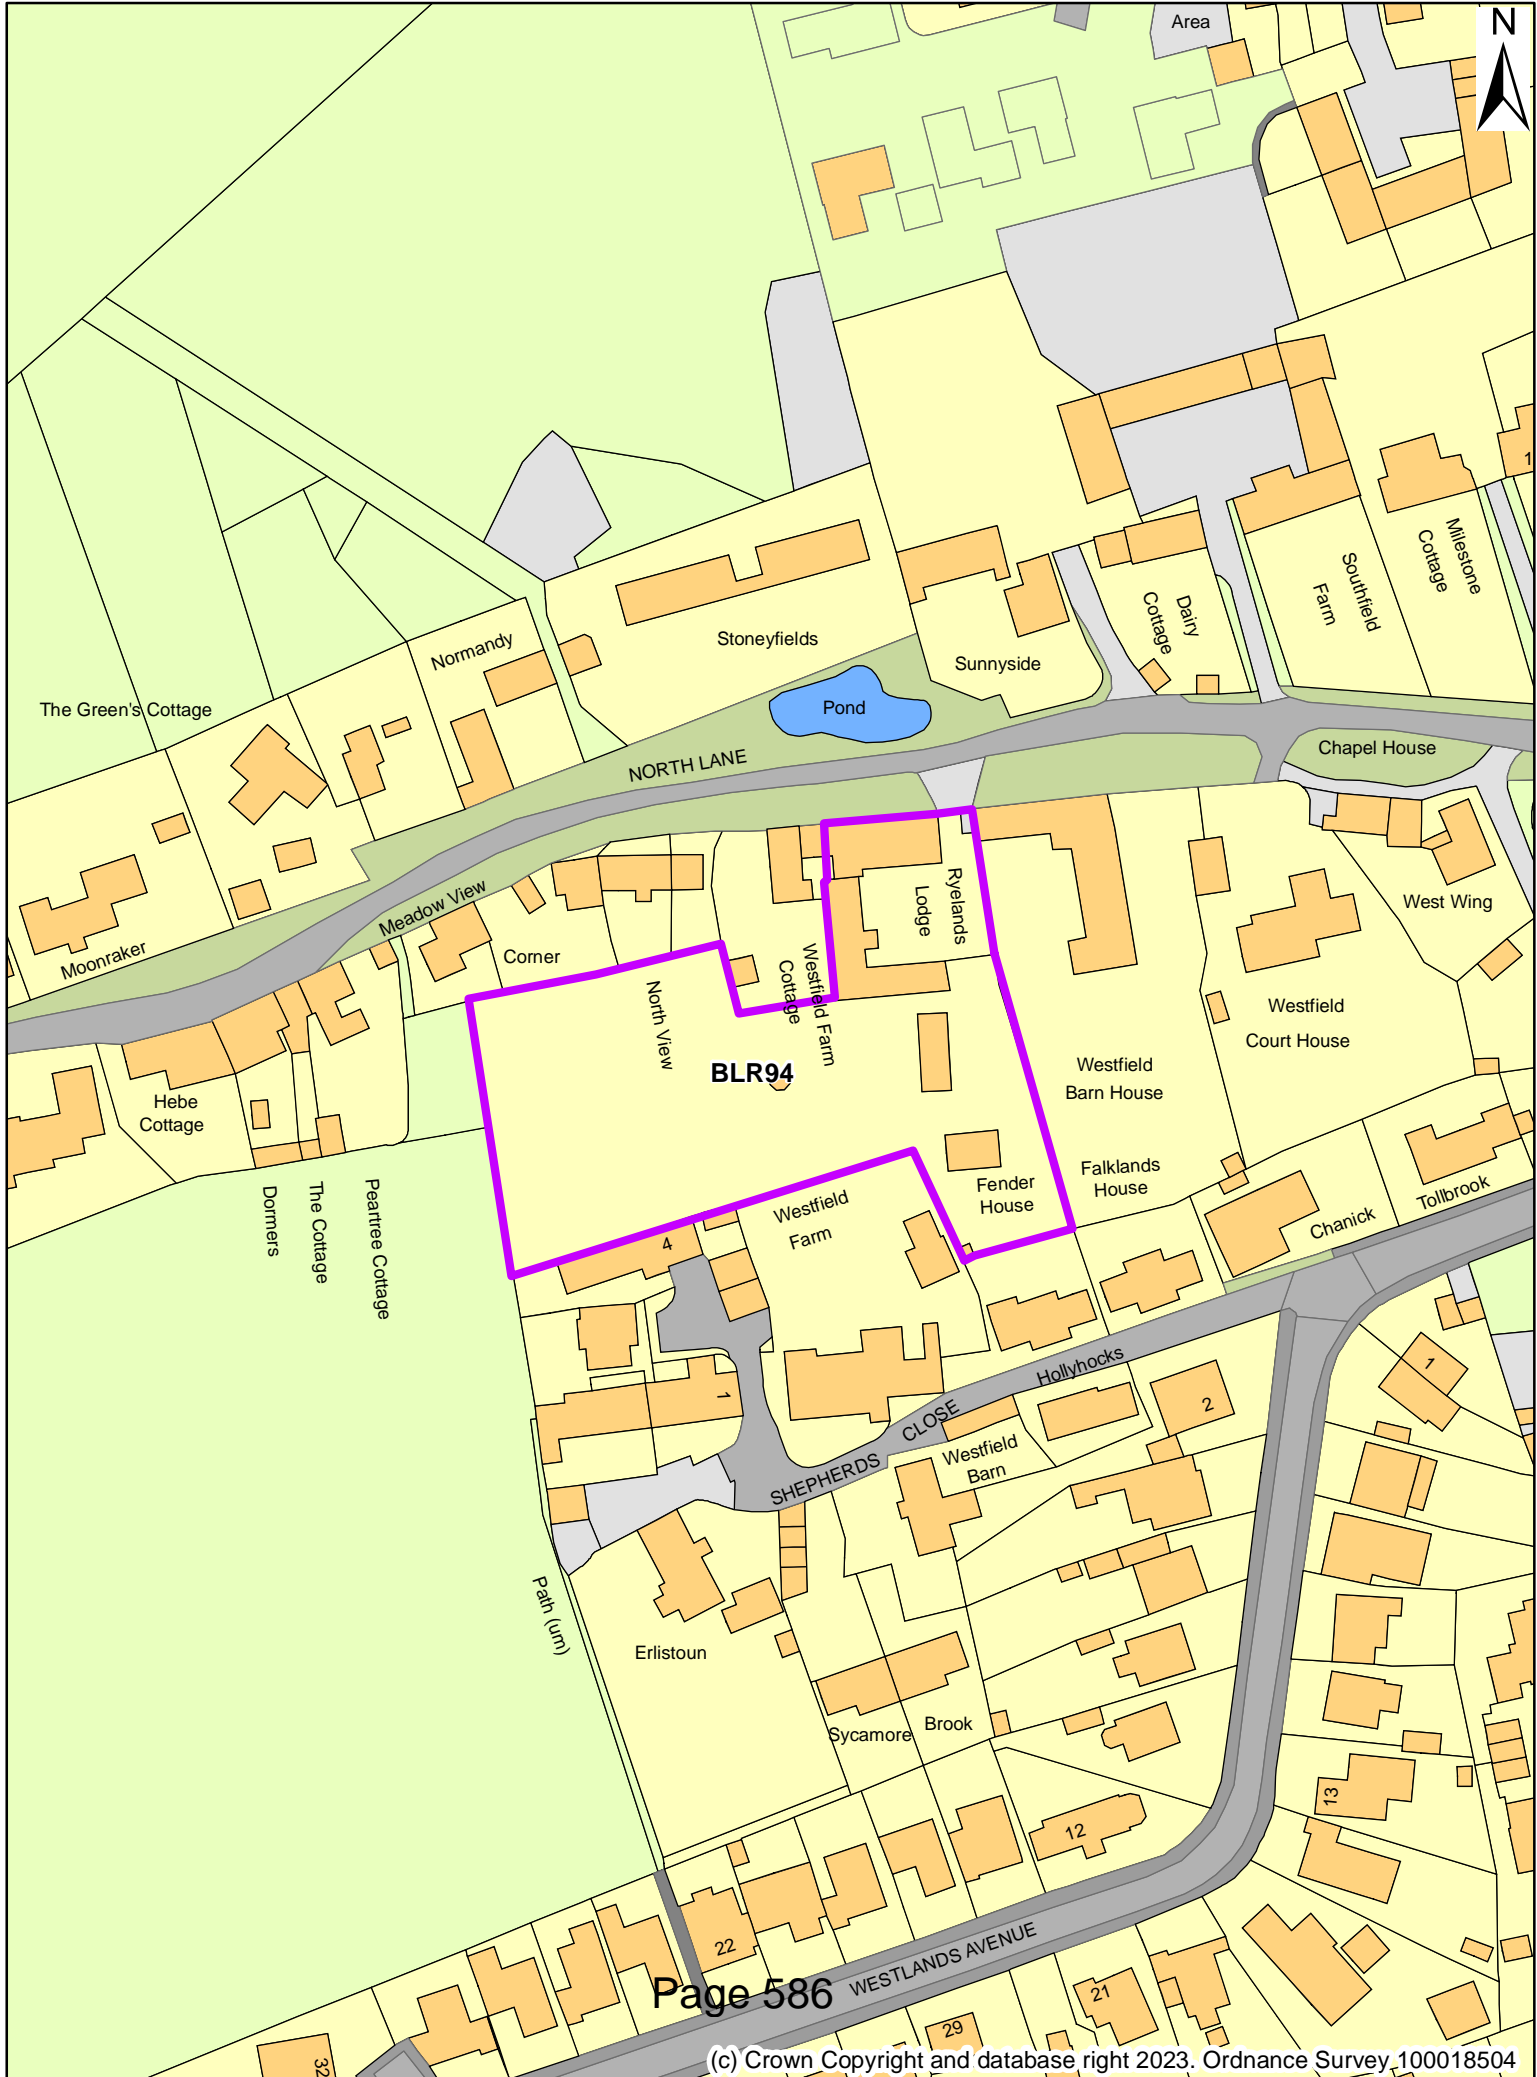 Area
N
1
Milestone
Cottage
Southfield
Farm
Dairy
Cottage
Normandy
Stoneyfields
Sunnyside
The Green's Cottage
Pond
NORTH LANE
Chapel House
Meadow View
Ryelands
Lodge
West Wing
Moonraker
Corner
Westfield Farm
Cottage
North View
Westfield
Court House
BLR94
Westfield
Barn House
Hebe
Cottage
Fender
House
Falklands
House
Dormers
The Cottage
Peartree Cottage
Westfield
Farm
4
Chanick
Tollbrook
Hollyhocks
1
1
2
SHEPHERDS CLOSE
Westfield
Barn
Path (um)
Erlistoun
Sycamore
Brook
13
12
22
WESTLANDS AVENUE
Page 586
21
29
32
(c) Crown Copyright and database right 2023. Ordnance Survey 100018504